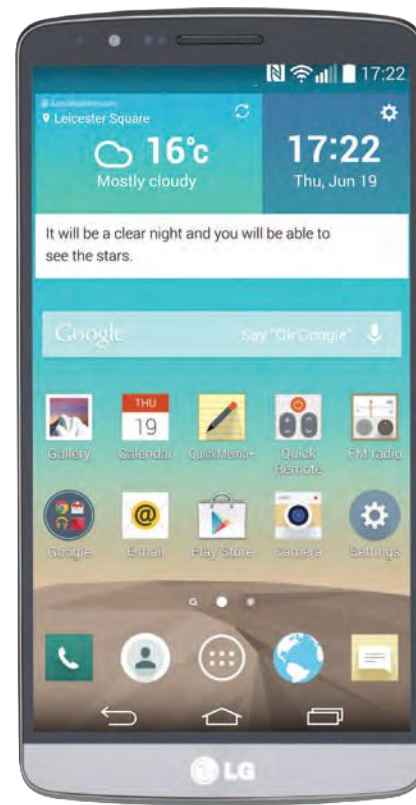 17:22
AccuWeather.com
Leicester Square
16°c
Mostly cloudy
17:22
Thu, Jun 19
It will be a clear night and you will be able to
see the stars.
Google
Say "Ok Google"
THU
19
Gallery
Calendar
QuickMemo+
Quick
Remote
FM radio
@
Google
E-mail
Play Store
Camera
Settings
G
LG